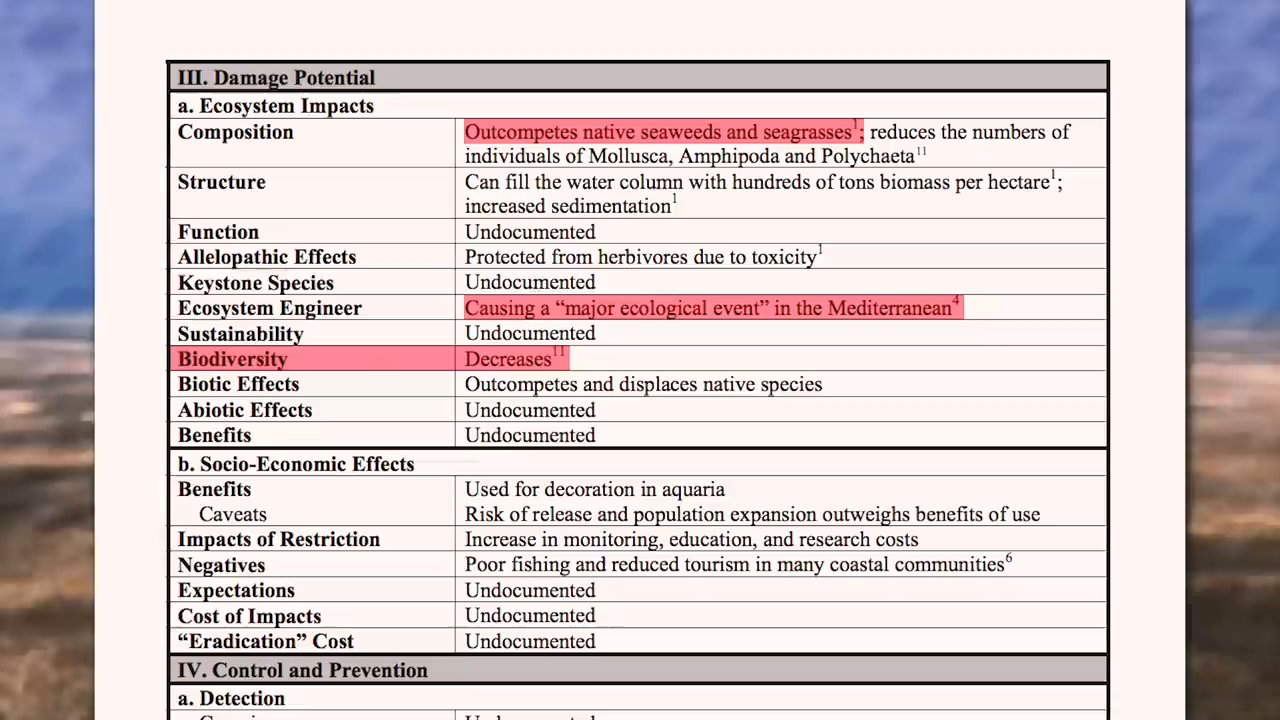 III. Damage Potential
a. Ecosystem Impacts
Composition Outcompetes native seaweeds and seagrasses¹; reduces the numbers of
individuals of Mollusca, Amphipoda and Polychaeta¹¹
Structure Can fill the water column with hundreds of tons biomass per hectare¹;
increased sedimentation¹
Function Undocumented
Allelopathic Effects Protected from herbivores due to toxicity¹
Keystone Species Undocumented
Ecosystem Engineer Causing a “major ecological event” in the Mediterranean⁴
Sustainability Undocumented
Biodiversity Decreases¹¹
Biotic Effects Outcompetes and displaces native species
Abiotic Effects Undocumented
Benefits Undocumented
b. Socio-Economic Effects
Benefits Used for decoration in aquaria
Caveats Risk of release and population expansion outweighs benefits of use
Impacts of Restriction Increase in monitoring, education, and research costs
Negatives Poor fishing and reduced tourism in many coastal communities⁶
Expectations Undocumented
Cost of Impacts Undocumented
“Eradication” Cost Undocumented
IV. Control and Prevention
a. Detection